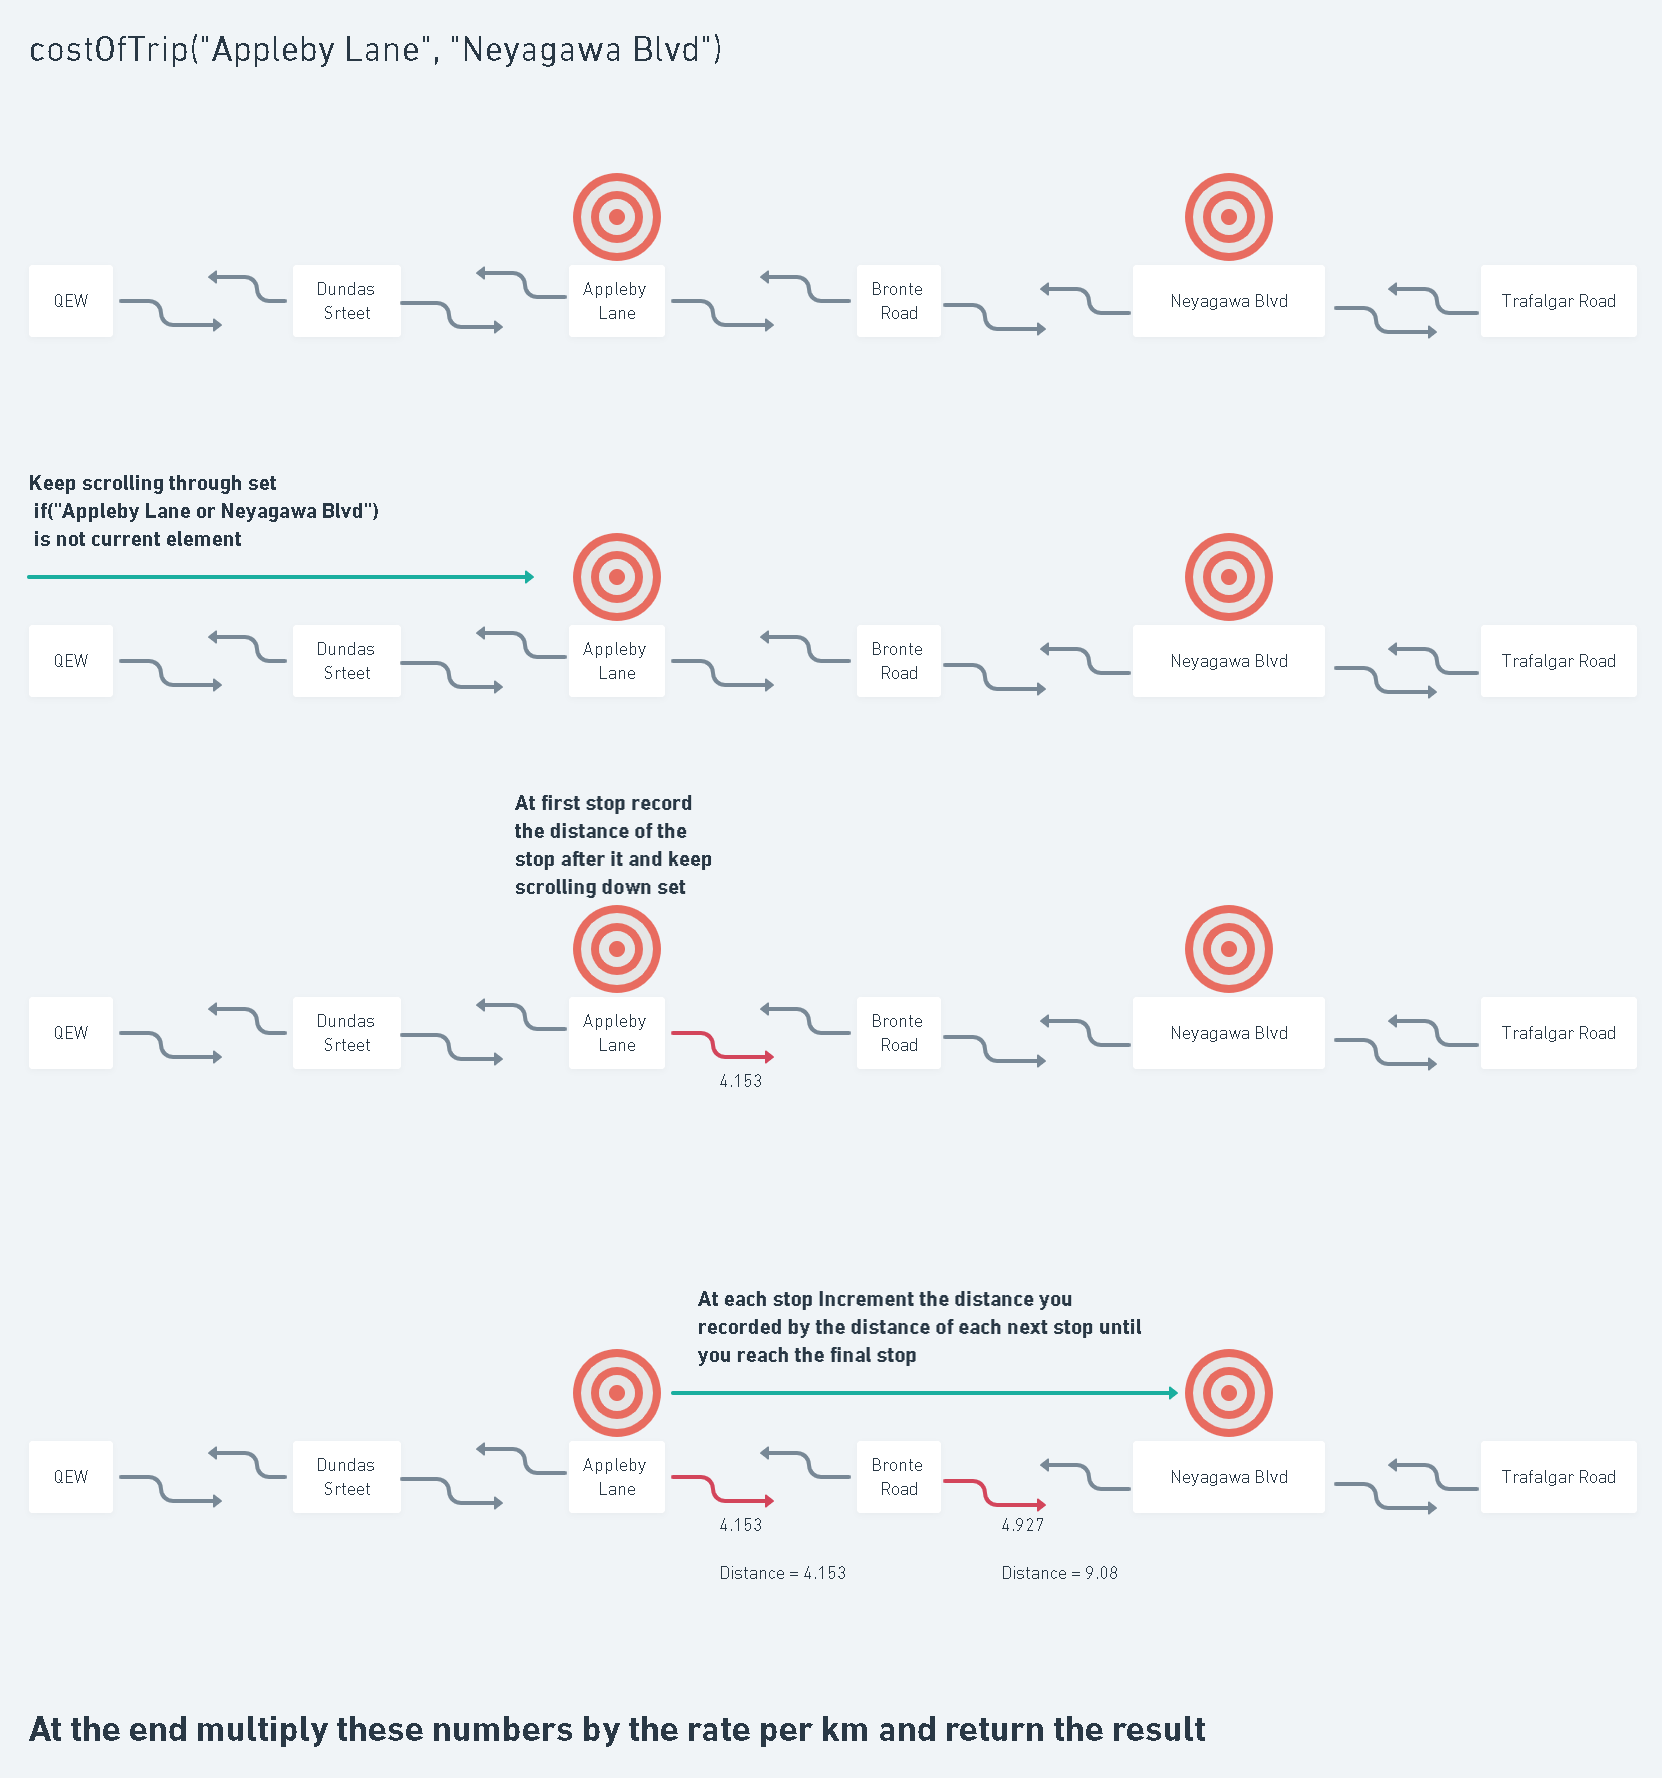 costOfTrip("Appleby Lane", "Neyagawa Blvd")
QEW
Dundas
Srteet
Appleby
Lane
Bronte
Road
Neyagawa Blvd
Trafalgar Road
Keep scrolling through set
if("Appleby Lane or Neyagawa Blvd")
is not current element
QEW
Dundas
Srteet
Appleby
Lane
Bronte
Road
Neyagawa Blvd
Trafalgar Road
At first stop record
the distance of the
stop after it and keep
scrolling down set
QEW
Dundas
Srteet
Appleby
Lane
Bronte
Road
Neyagawa Blvd
Trafalgar Road
4.153
At each stop Increment the distance you
recorded by the distance of each next stop until
you reach the final stop
QEW
Dundas
Srteet
Appleby
Lane
Bronte
Road
Neyagawa Blvd
Trafalgar Road
4.153
4.927
Distance = 4.153
Distance = 9.08
At the end multiply these numbers by the rate per km and return the result